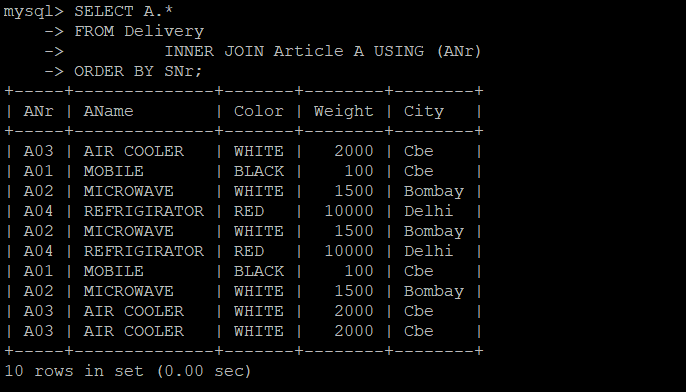 mysql> SELECT A.*
    -> FROM Delivery
    ->          INNER JOIN Article A USING (ANr)
    -> ORDER BY SNr;
+-----+--------------+-------+--------+--------+
| ANr | AName        | Color | Weight | City   |
+-----+--------------+-------+--------+--------+
| A03 | AIR COOLER   | WHITE |   2000 | Cbe    |
| A01 | MOBILE       | BLACK |    100 | Cbe    |
| A02 | MICROWAVE    | WHITE |   1500 | Bombay |
| A04 | REFRIGIRATOR | RED   |  10000 | Delhi  |
| A02 | MICROWAVE    | WHITE |   1500 | Bombay |
| A04 | REFRIGIRATOR | RED   |  10000 | Delhi  |
| A01 | MOBILE       | BLACK |    100 | Cbe    |
| A02 | MICROWAVE    | WHITE |   1500 | Bombay |
| A03 | AIR COOLER   | WHITE |   2000 | Cbe    |
| A03 | AIR COOLER   | WHITE |   2000 | Cbe    |
+-----+--------------+-------+--------+--------+
10 rows in set (0.00 sec)